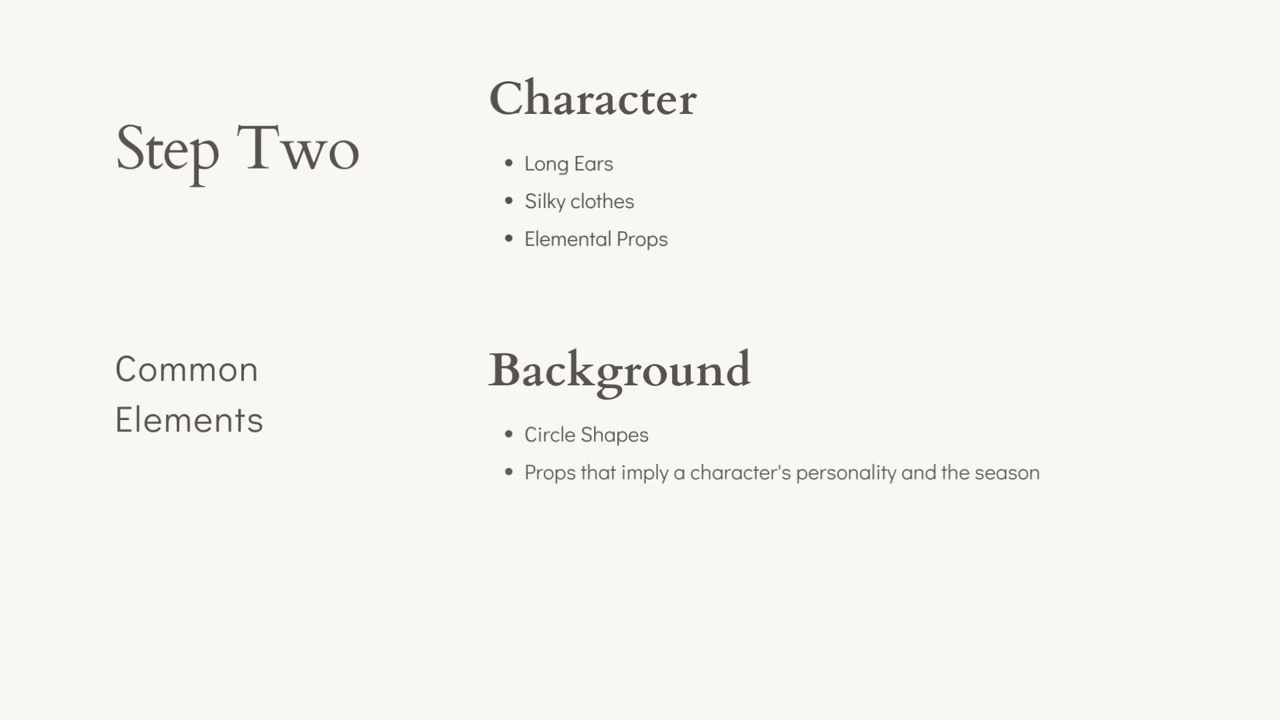 Step Two
Common
Elements
Character
• Long Ears
• Silky clothes
• Elemental Props
Background
• Circle Shapes
• Props that imply a character's personality and the season